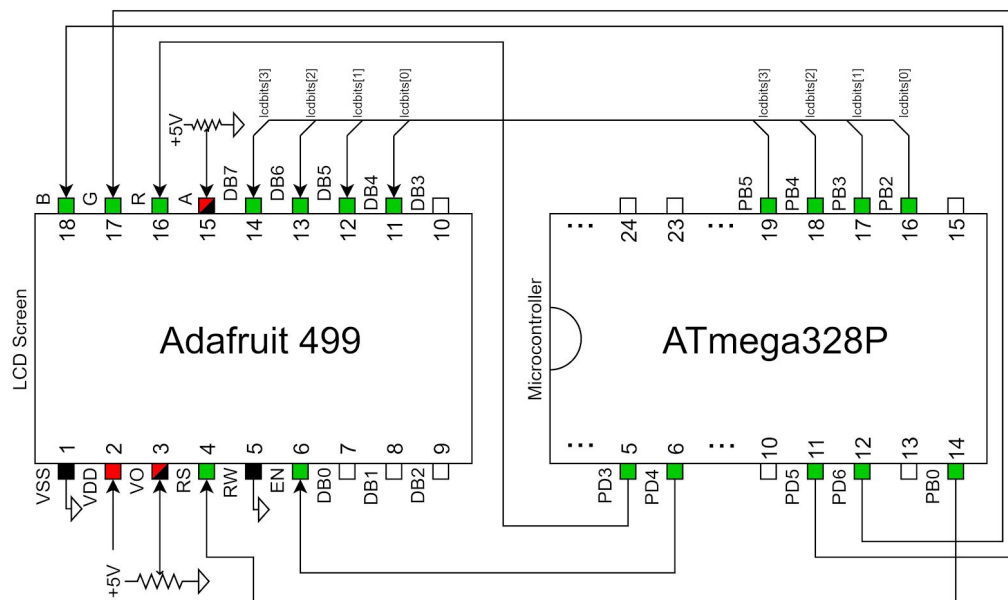 lcdbits[3]
lcdbits[2]
lcdbits[1]
lcdbits[0]
lcdbits[3]
lcdbits[2]
lcdbits[1]
lcdbits[0]
+5V
B
G
R
A
DB7
DB6
DB5
DB4
DB3
PB5
PB4
PB3
PB2
18 17 16 15 14 13 12 11 10
... 24 23 ... 19 18 17 16 15
LCD Screen
Adafruit 499
Microcontroller
ATmega328P
1 2 3 4 5 6 7 8 9
... 5 6 ... 10 11 12 13 14
VSS
VDD
VO
RS
RW
EN
DB0
DB1
DB2
PD3
PD4
PD5
PD6
PB0
+5V